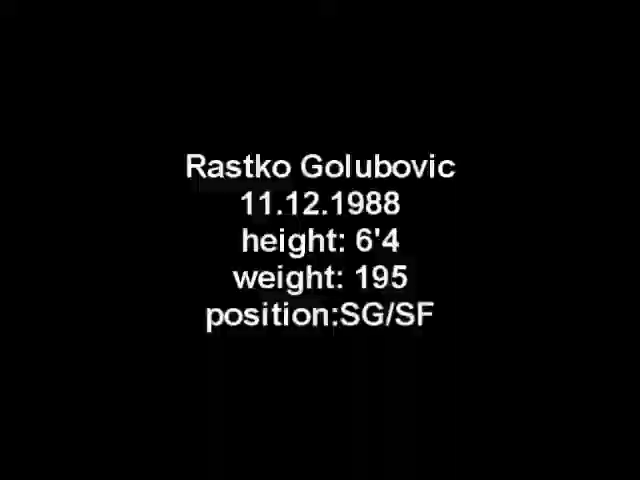 Rastko Golubovic
11.12.1988
height: 6'4
weight: 195
position:SG/SF